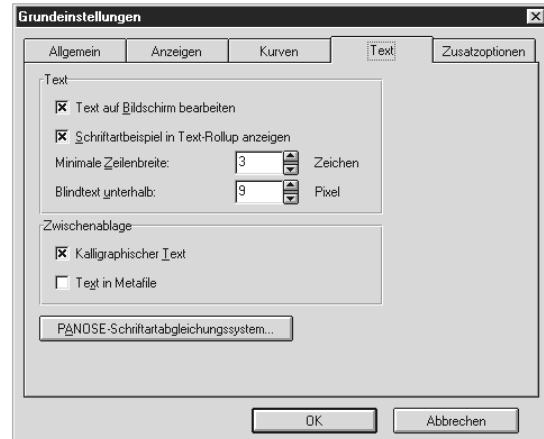 Grundeinstellungen
Allgemein Anzeigen Kurven Text Zusatzoptionen
Text
Text auf Bildschirm bearbeiten
Schriftartbeispiel in Text-Rollup anzeigen
Minimale Zeilenbreite: 3 Zeichen
Blindtext unterhalb: 9 Pixel
Zwischenablage
Kalligraphischer Text
Text in Metafile
PANOSE-Schriftartabgleichungssystem...
OK Abbrechen